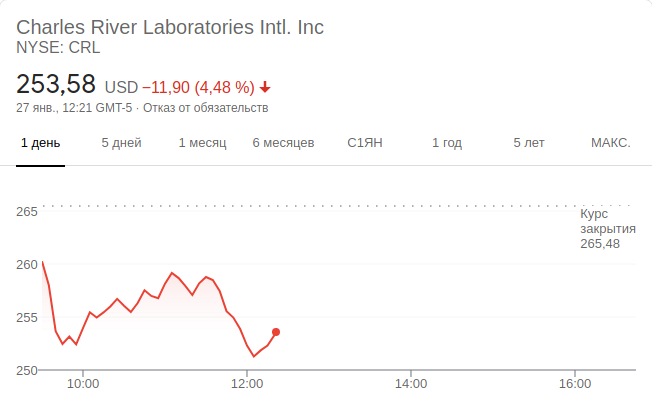 Charles River Laboratories Intl. Inc
NYSE: CRL
253,58 USD −11,90 (4,48 %)
27 янв., 12:21 GMT-5 · Отказ от обязательств
1 день 5 дней 1 месяц 6 месяцев С1ЯН 1 год 5 лет МАКС.
265
Курс
закрытия
265,48
260
255
250
10:00 12:00 14:00 16:00